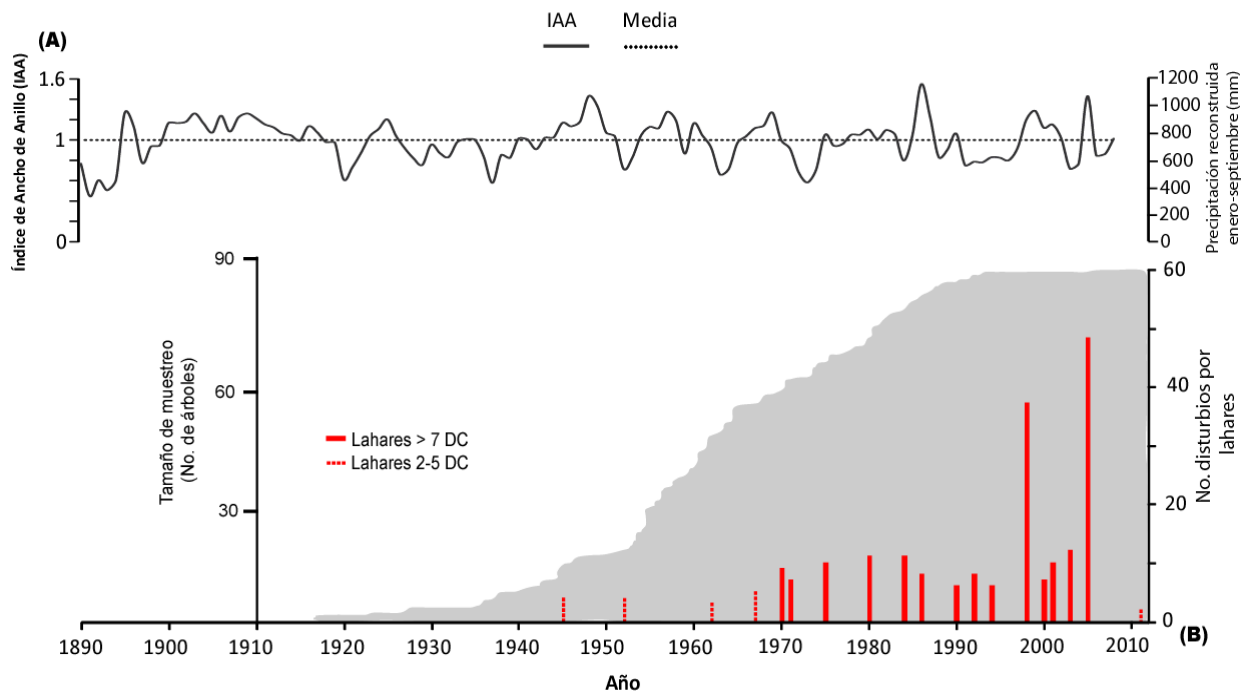 IAA Media
(A)
Índice de Ancho de Anillo (IAA)
1.6
1
0
1200
1000
800
600
400
200
0
Precipitación reconstruida
enero-septiembre (mm)
90
60
30
Tamaño de muestreo
(No. de árboles)
Lahares > 7 DC
Lahares 2-5 DC
60
40
20
0
No. disturbios por
lahares
(B)
1890 1900 1910 1920 1930 1940 1950 1960 1970 1980 1990 2000 2010
Año